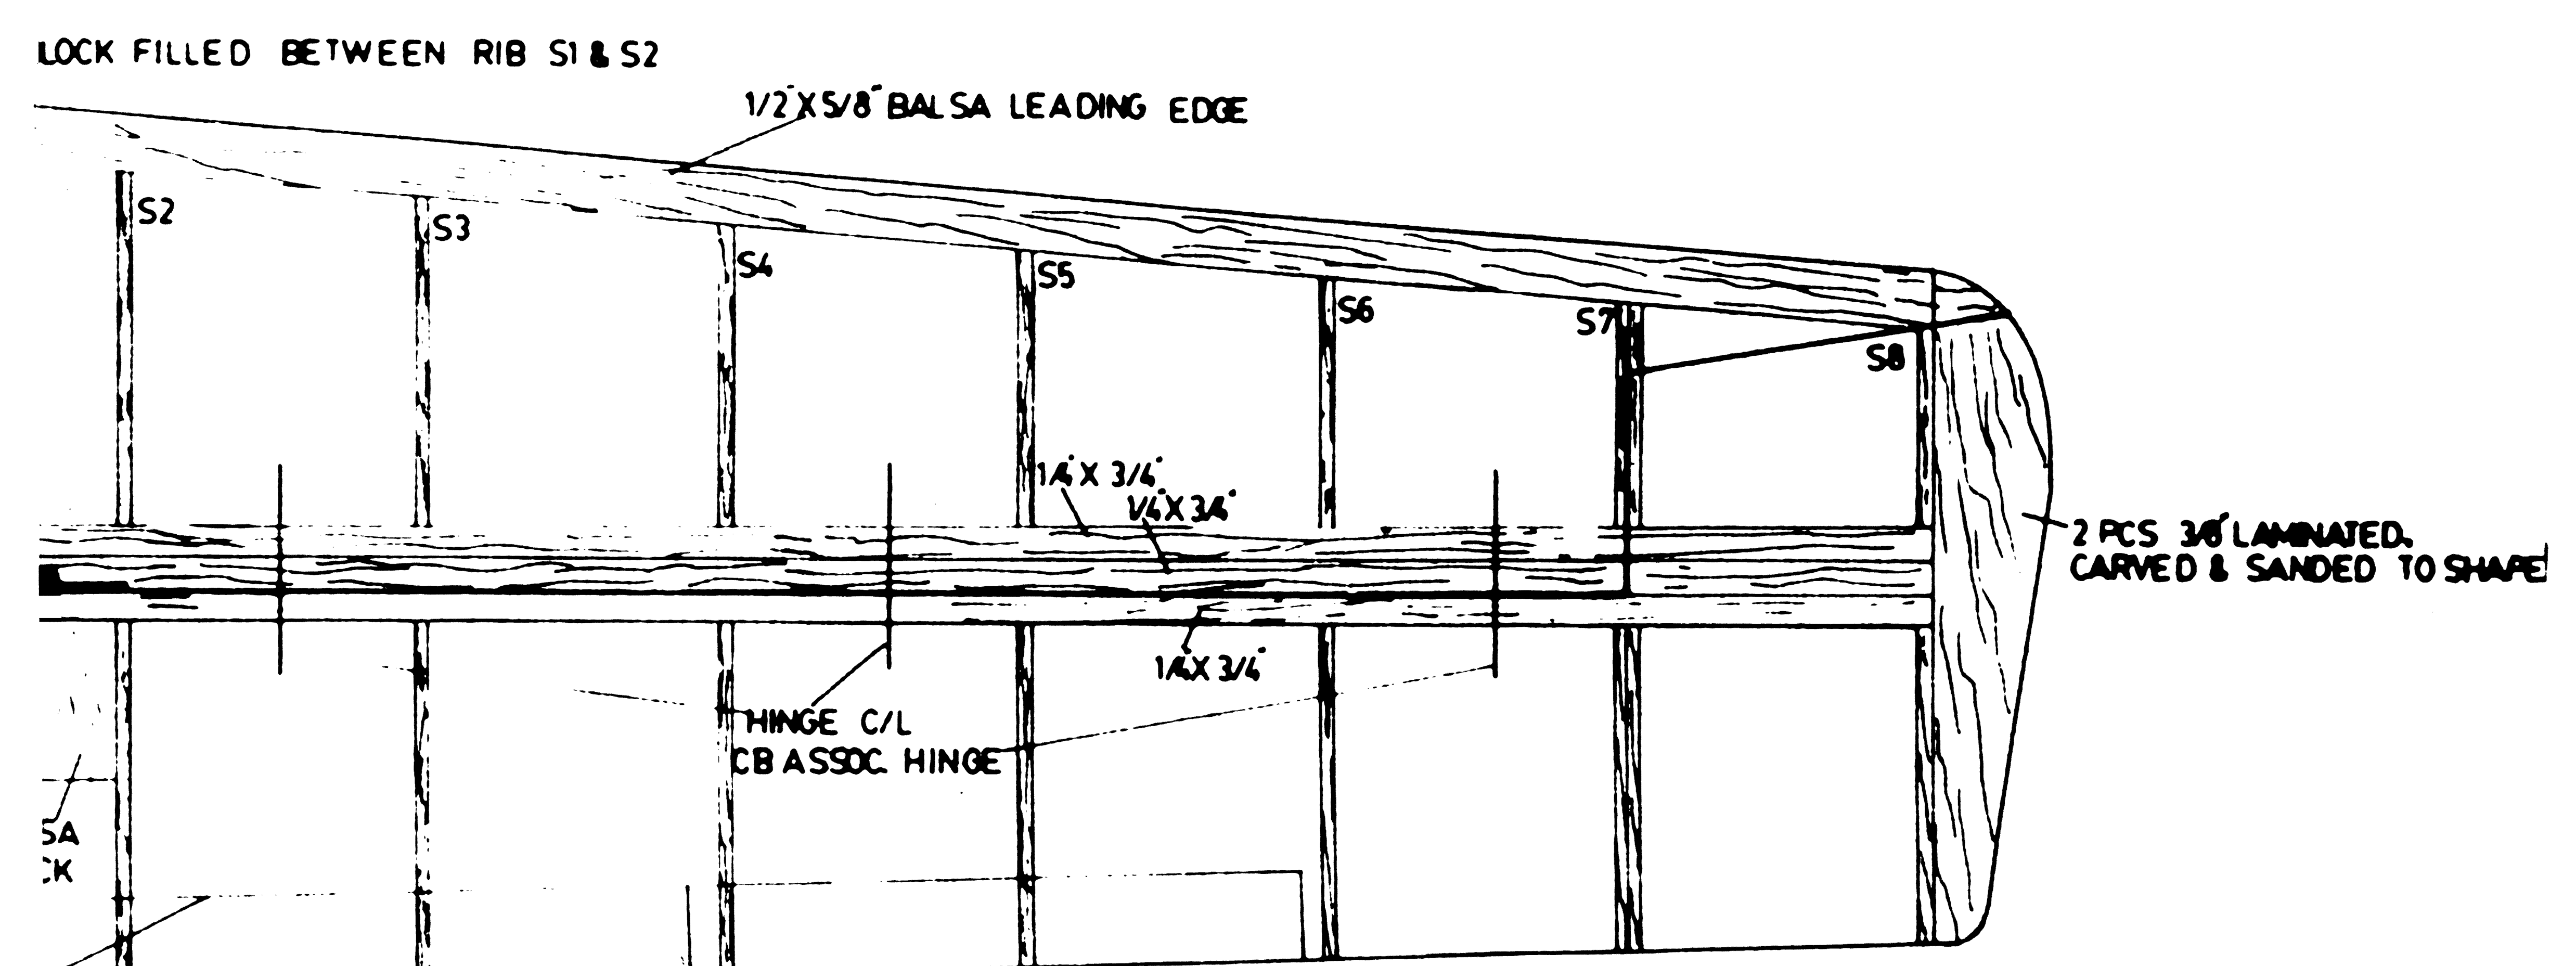 LOCK FILLED BETWEEN RIB S1 & S2
1/2"X5/8" BALSA LEADING EDGE
S2
S3
S4
S5
S6
S7
S8
1/4"X 3/4"
1/4"X 3/4"
2 PCS 3/8" LAMINATED.
CARVED & SANDED TO SHAPE
1/4"X 3/4"
HINGE C/L
CB ASSOC. HINGE
SA
CK